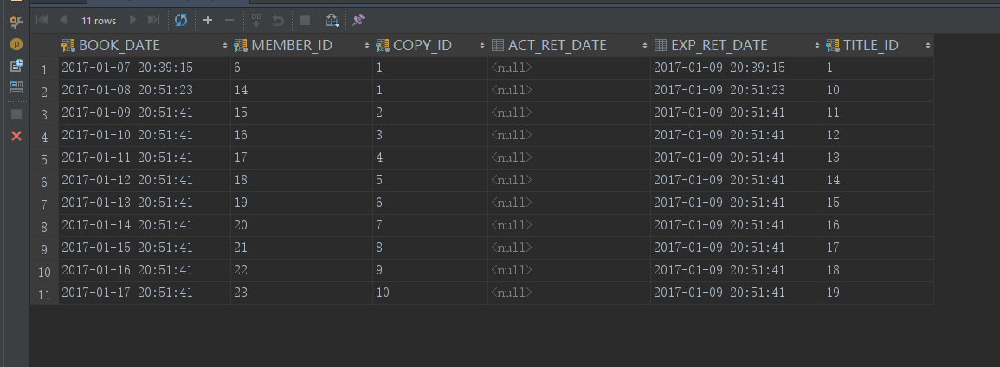 11 rows DB
BOOK_DATE MEMBER_ID COPY_ID ACT_RET_DATE EXP_RET_DATE TITLE_ID
1 2017-01-07 20:39:15 6 1 <null> 2017-01-09 20:39:15 1
2 2017-01-08 20:51:23 14 1 <null> 2017-01-09 20:51:23 10
3 2017-01-09 20:51:41 15 2 <null> 2017-01-09 20:51:41 11
4 2017-01-10 20:51:41 16 3 <null> 2017-01-09 20:51:41 12
5 2017-01-11 20:51:41 17 4 <null> 2017-01-09 20:51:41 13
6 2017-01-12 20:51:41 18 5 <null> 2017-01-09 20:51:41 14
7 2017-01-13 20:51:41 19 6 <null> 2017-01-09 20:51:41 15
8 2017-01-14 20:51:41 20 7 <null> 2017-01-09 20:51:41 16
9 2017-01-15 20:51:41 21 8 <null> 2017-01-09 20:51:41 17
10 2017-01-16 20:51:41 22 9 <null> 2017-01-09 20:51:41 18
11 2017-01-17 20:51:41 23 10 <null> 2017-01-09 20:51:41 19